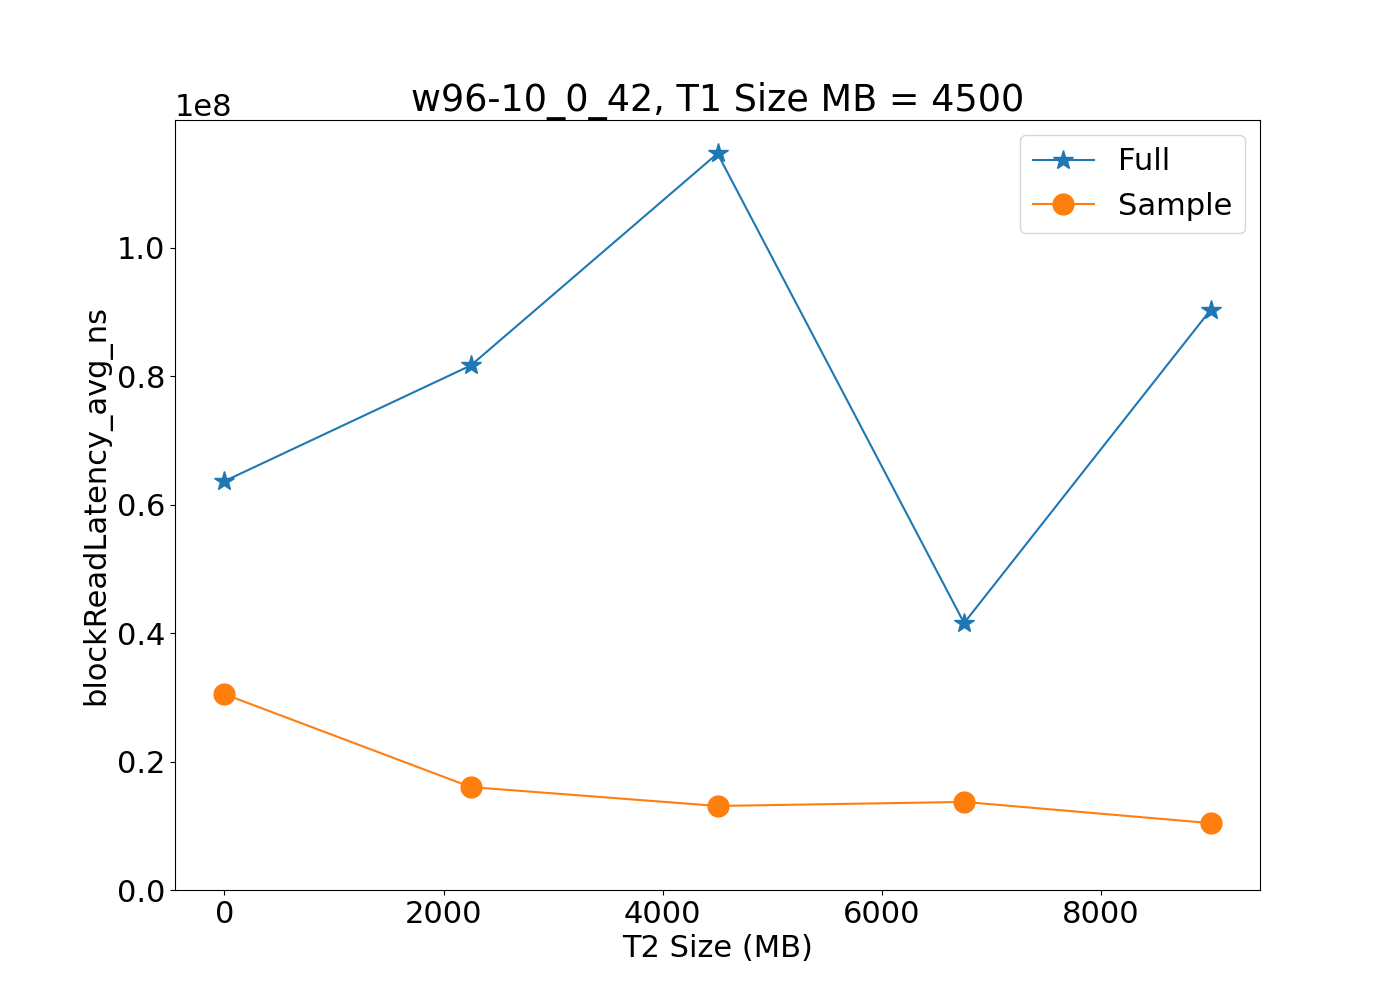 w96-10_0_42, T1 Size MB = 4500
1e8
Full
Sample
1.0
0.8
0.6
0.4
0.2
0.0
blockReadLatency_avg_ns
0 2000 4000 6000 8000
T2 Size (MB)